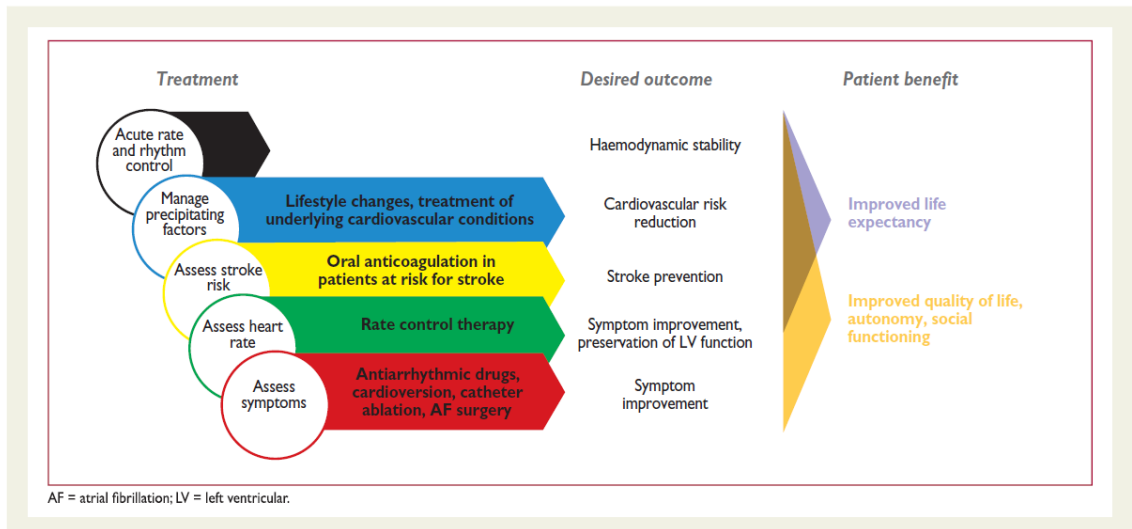 Treatment
Desired outcome
Patient benefit
Acute rate
and rhythm
control
Haemodynamic stability
Manage
precipitating
factors
Lifestyle changes, treatment of
underlying cardiovascular conditions
Cardiovascular risk
reduction
Improved life
expectancy
Assess stroke
risk
Oral anticoagulation in
patients at risk for stroke
Stroke prevention
Assess heart
rate
Rate control therapy
Symptom improvement,
preservation of LV function
Improved quality of life,
autonomy, social
functioning
Assess
symptoms
Antiarrhythmic drugs,
cardioversion, catheter
ablation, AF surgery
Symptom
improvement
AF = atrial fibrillation; LV = left ventricular.